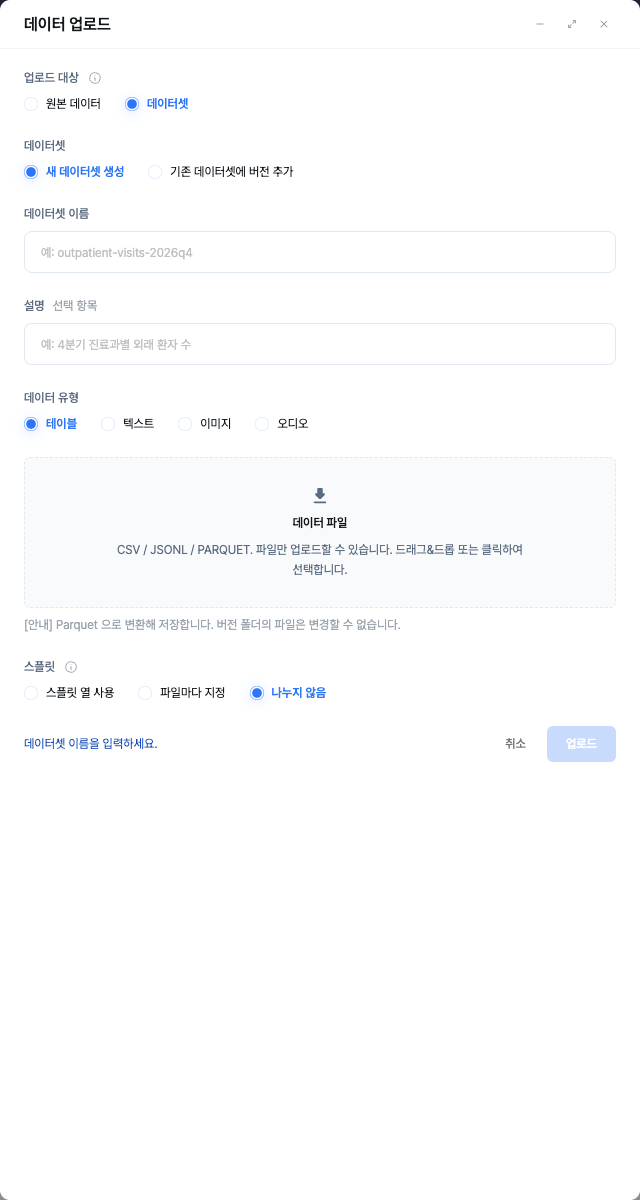 데이터 업로드
업로드 대상
원본 데이터 데이터셋
데이터셋
새 데이터셋 생성 기존 데이터셋에 버전 추가
데이터셋 이름
예: outpatient-visits-2026q4
설명 선택 항목
예: 4분기 진료과별 외래 환자 수
데이터 유형
테이블 텍스트 이미지 오디오
데이터 파일
CSV / JSONL / PARQUET. 파일만 업로드할 수 있습니다. 드래그&드롭 또는 클릭하여
선택합니다.
[안내] Parquet 으로 변환해 저장합니다. 버전 폴더의 파일은 변경할 수 없습니다.
스플릿
스플릿 열 사용 파일마다 지정 나누지 않음
데이터셋 이름을 입력하세요. 취소 업로드